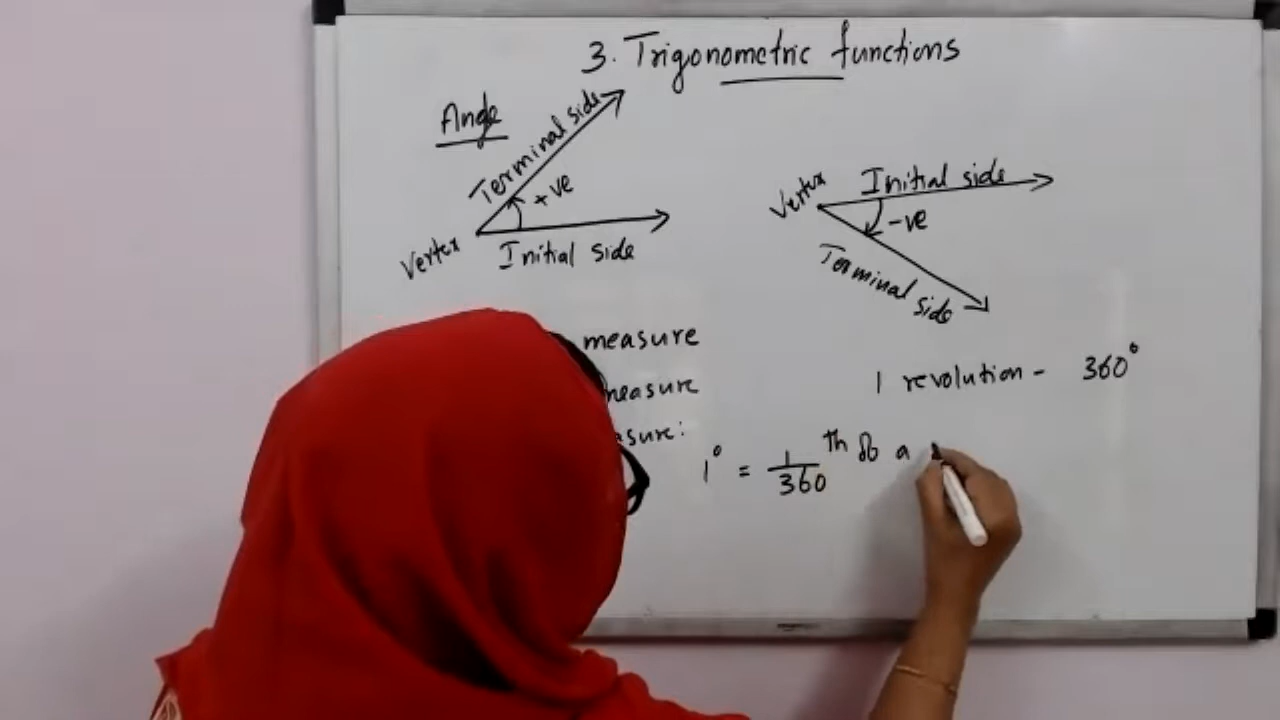 3. Trigonometric functions
Angle
Terminal side
+ve
Vertex
Initial side
Vertex
Initial side
-ve
Terminal side
measure
measure
1 revolution - 360°
1° = 1/360 th of a